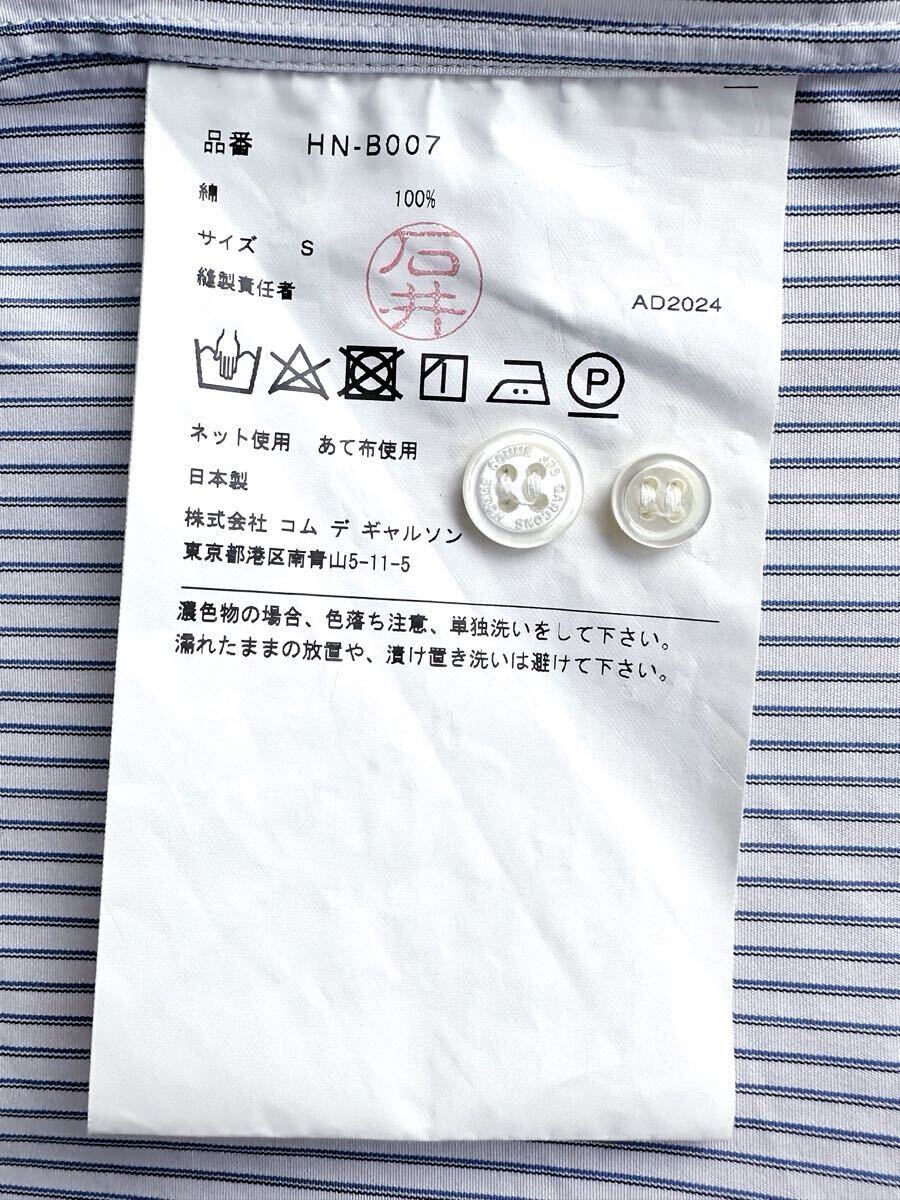 品番 HN-B007
綿 100%
サイズ S
縫製責任者
石井
AD2024
P
ネット使用 あて布使用
日本製
株式会社 コム デ ギャルソン
東京都港区南青山5-11-5
HOMME COMME DES GARÇONS
濃色物の場合、色落ち注意、単独洗いをして下さい。
濡れたままの放置や、漬け置き洗いは避けて下さい。